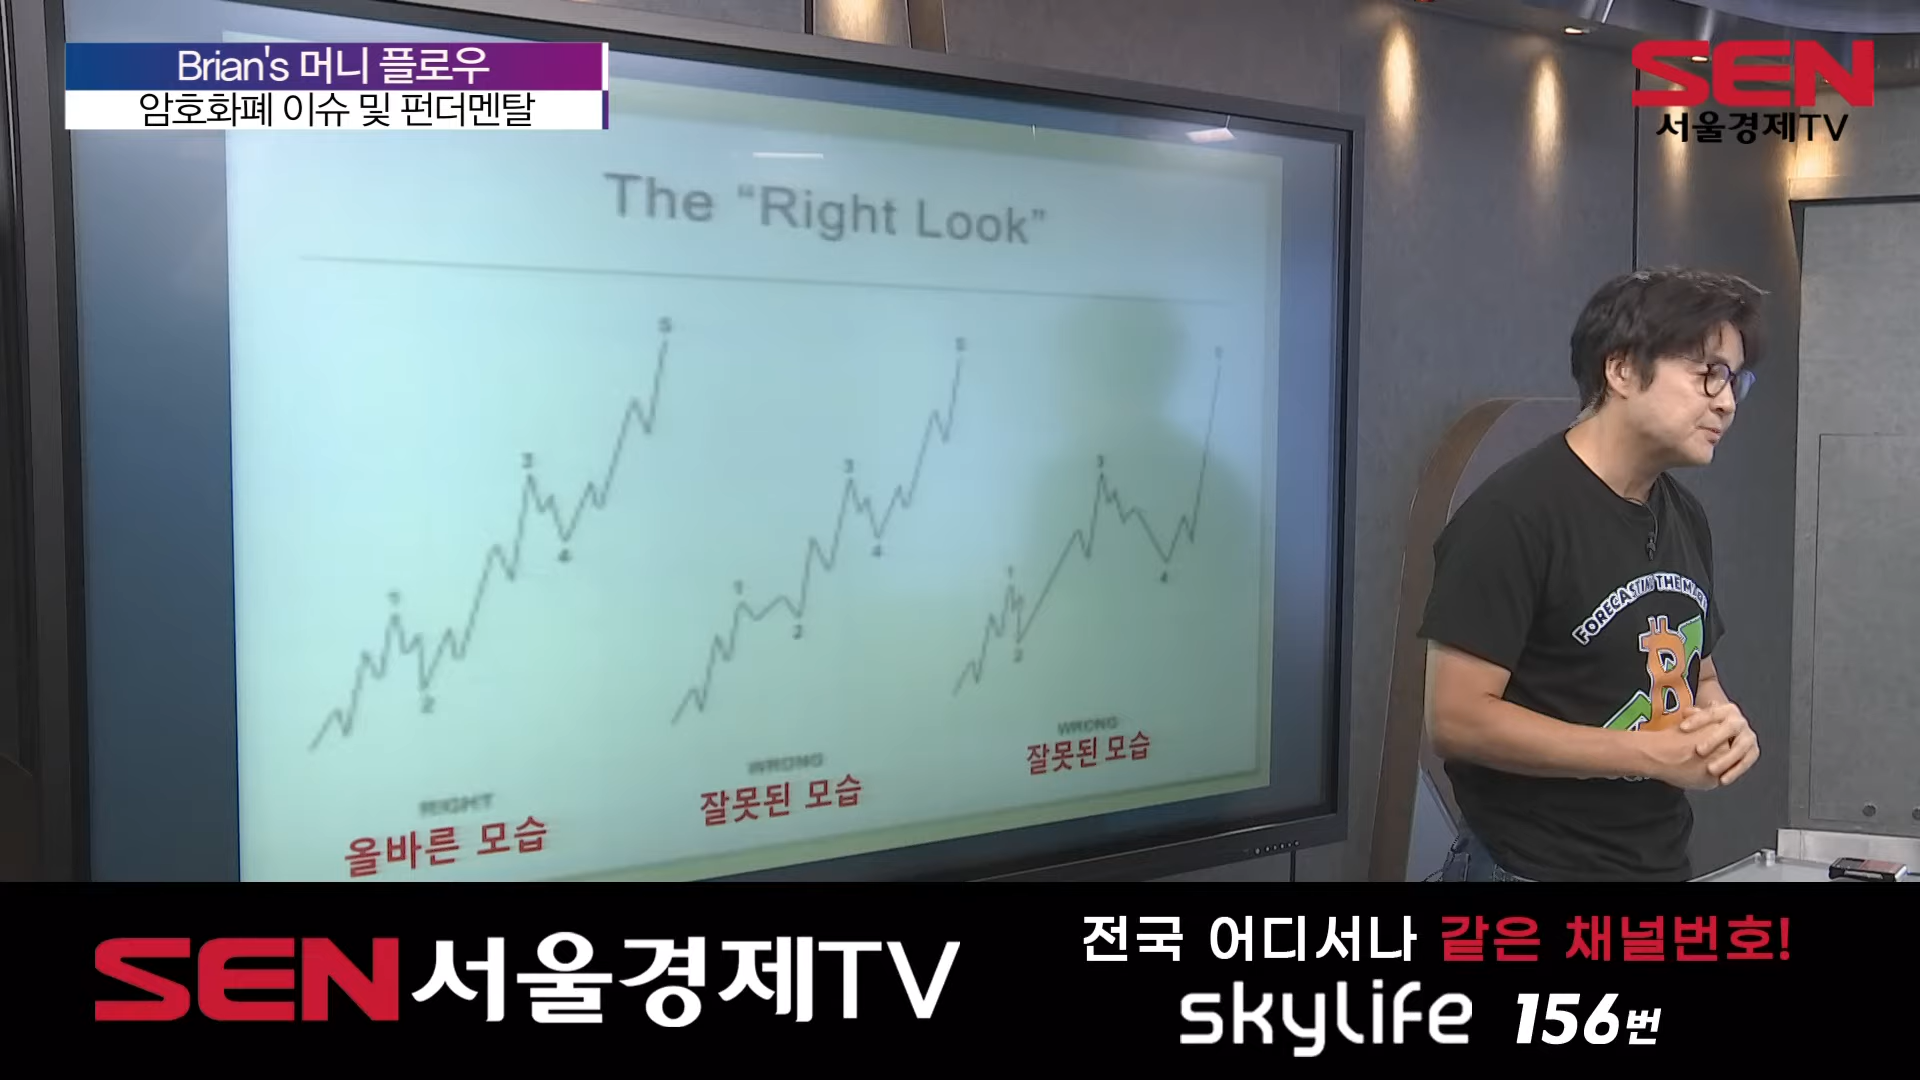 Brian's 머니 플로우
암호화폐 이슈 및 펀더멘탈
SEN
서울경제TV
The “Right Look”
5
3
1
4
2
RIGHT
올바른 모습
5
3
1
4
2
WRONG
잘못된 모습
5
3
1
4
2
WRONG
잘못된 모습
FORECASTING THE
SEN서울경제TV
전국 어디서나 같은 채널번호!
skylife 156번